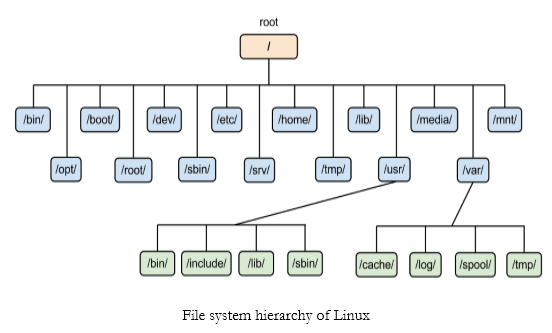 root
/
/bin/ /boot/ /dev/ /etc/ /home/ /lib/ /media/ /mnt/
/opt/ /root/ /sbin/ /srv/ /tmp/ /usr/ /var/
/bin/ /include/ /lib/ /sbin/ /cache/ /log/ /spool/ /tmp/
File system hierarchy of Linux